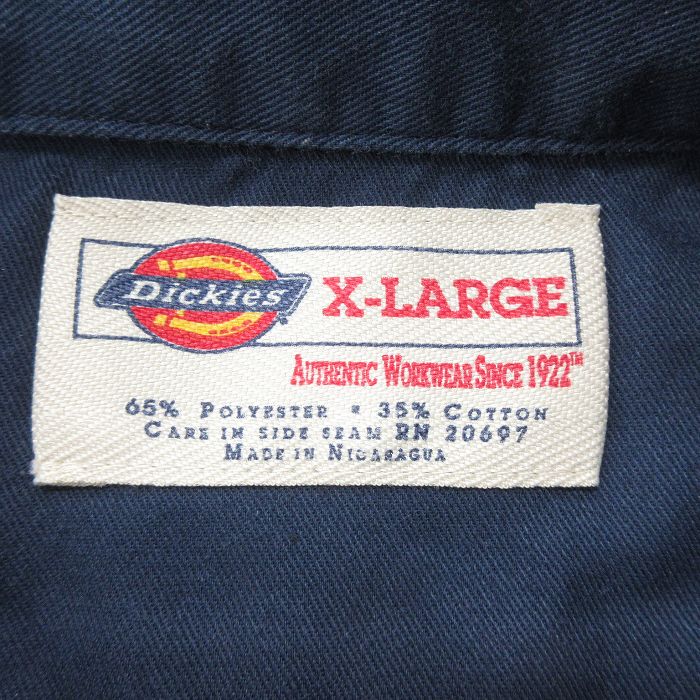 Dickies X-LARGE
AUTHENTIC WORKWEAR SINCE 1922™
65% POLYESTER * 35% COTTON
CARE IN SIDE SEAM RN 20697
MADE IN NICARAGUA